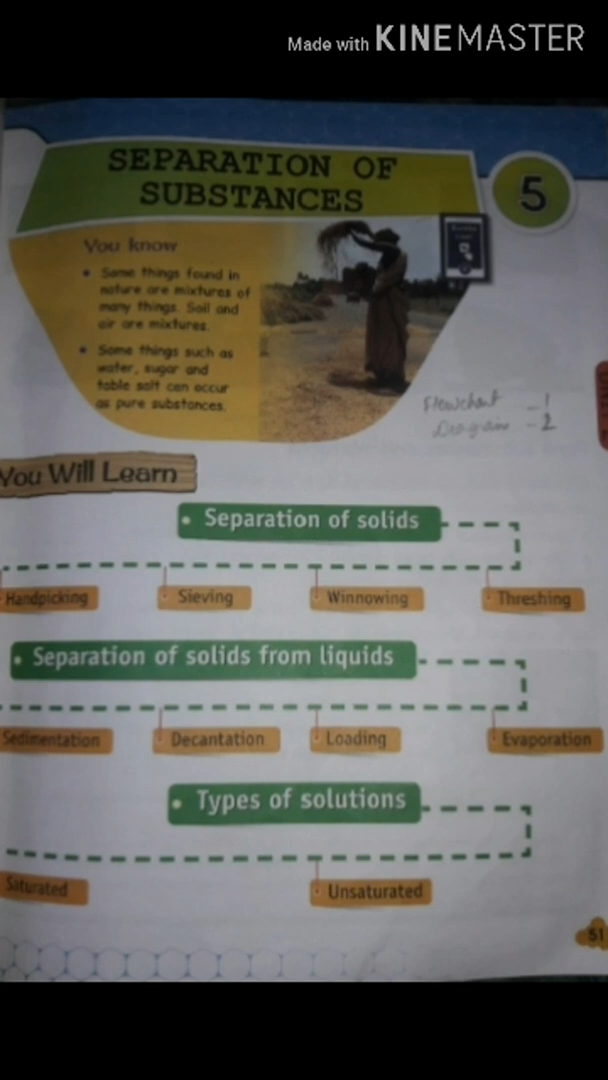 Made with KINEMASTER
SEPARATION OF
SUBSTANCES
5
You know
• Some things found in
nature are mixtures of
many things. Soil and
air are mixtures.
• Some things such as
water, sugar and
table salt can occur
as pure substances.
Flowchart - 1
- 2
You Will Learn
• Separation of solids
Handpicking
Sieving
Winnowing
Threshing
• Separation of solids from liquids
Sedimentation
Decantation
Loading
Evaporation
• Types of solutions
Saturated
Unsaturated
51